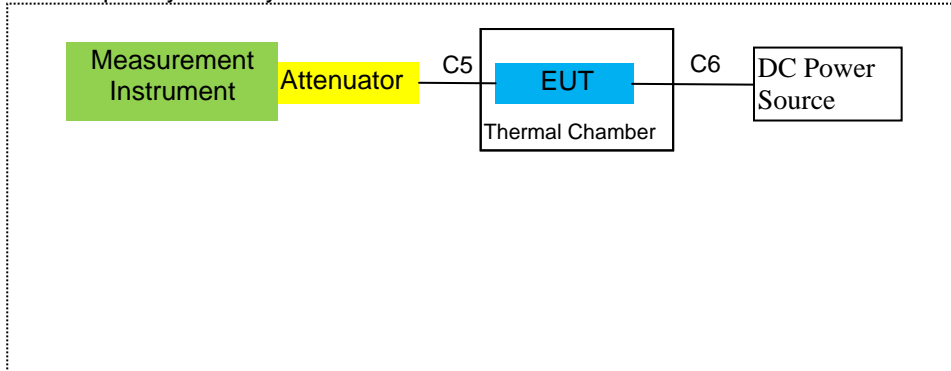 Measurement
Instrument
Attenuator
C5
EUT
Thermal Chamber
C6
DC Power
Source